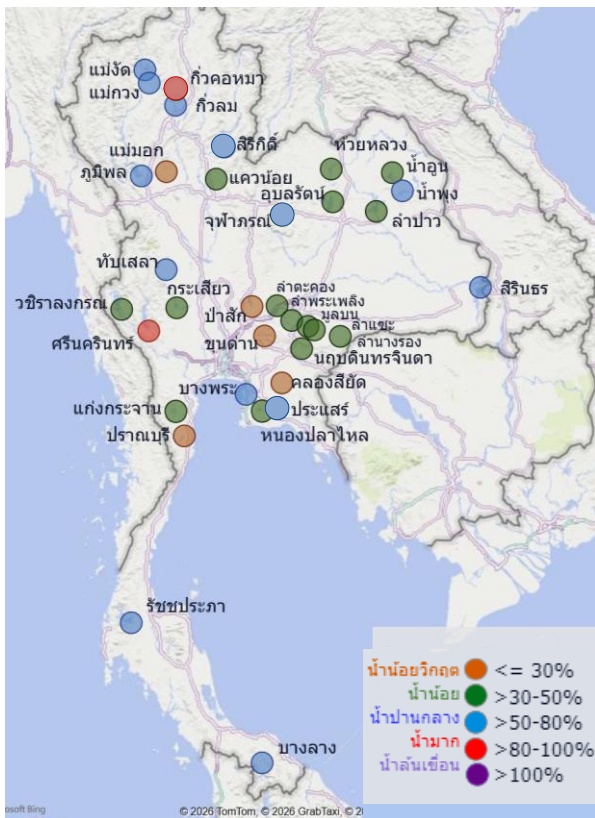 แม่งัด
กิ่วคอหมา
แม่กวง
กิ่วลม
สิริกิติ์
ห้วยหลวง
แม่มอก
น้ำอูน
ภูมิพล
แควน้อย
อุบลรัตน์
น้ำพุง
จุฬาภรณ์
ลำปาว
ทับเสลา
สิรินธร
วชิราลงกรณ
กระเสียว
ป่าสัก
ลำตะคอง
ลำพระเพลิง
มูลบน
ลำแชะ
ศรีนครินทร์
ขุนด่าน
ลำนางรอง
นฤบดินทรจินดา
คลองสียัด
บางพระ
แก่งกระจาน
ประแสร์
ปราณบุรี
หนองปลาไหล
รัชชประภา
บางลาง
น้ำน้อยวิกฤต <= 30%
น้ำน้อย >30-50%
น้ำปานกลาง >50-80%
น้ำมาก >80-100%
น้ำล้นเขื่อน >100%
osoft Bing
© 2026 TomTom, © 2026 GrabTaxi, © 2